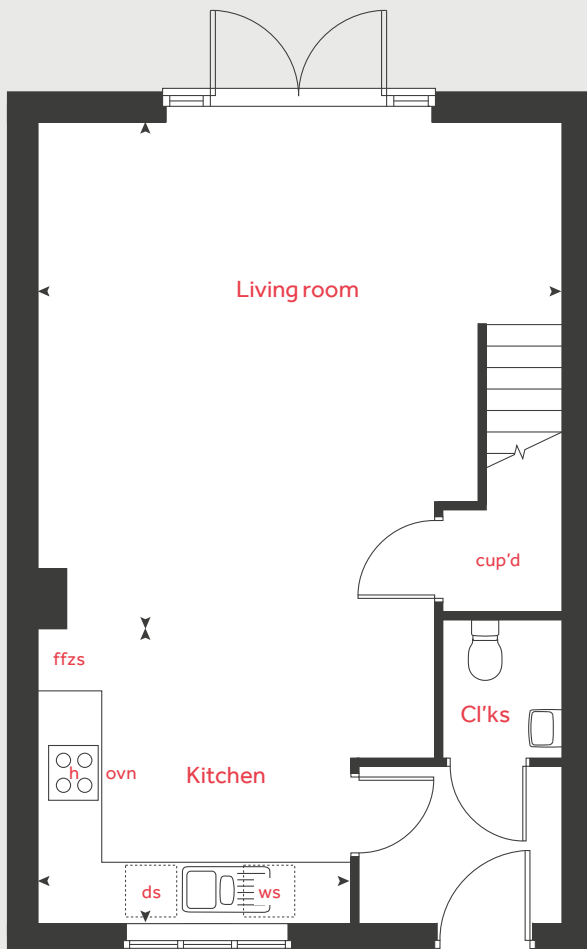 Living room
cup'd
ffzs
Cl'ks
h ovn
Kitchen
ds
ws